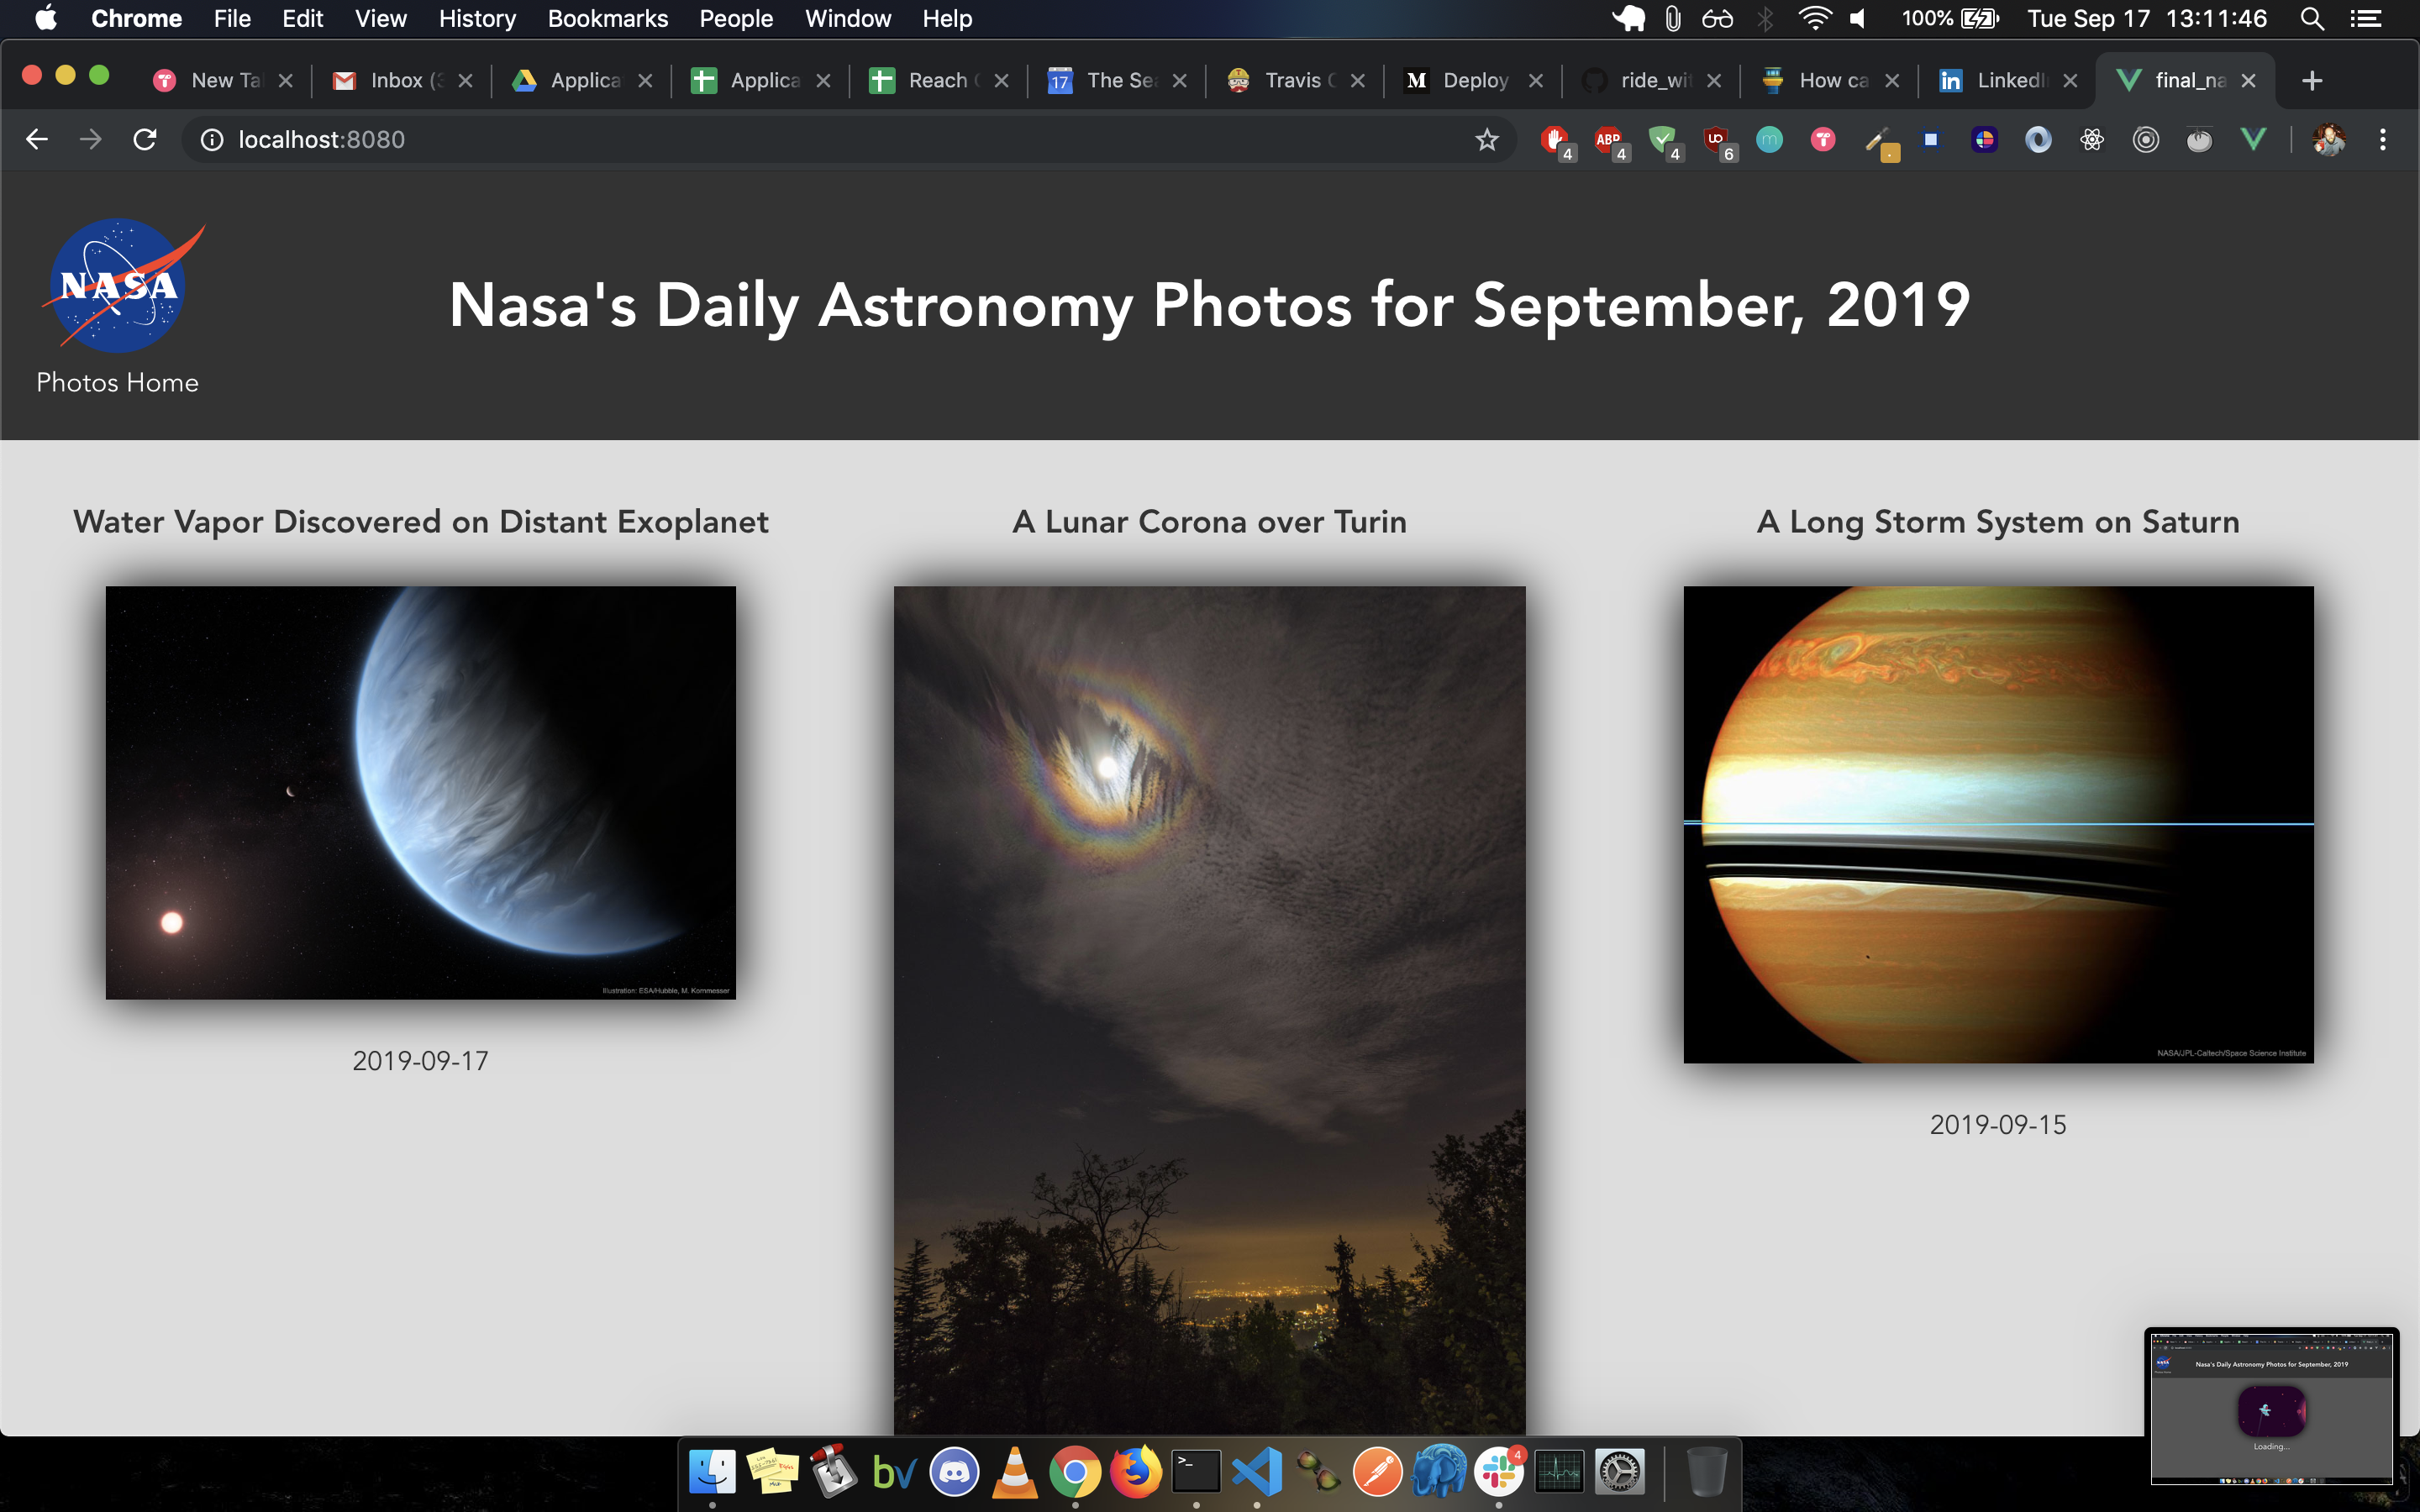 Chrome File Edit View History Bookmarks People Window Help 100% Tue Sep 17 13:11:46
New Ta Inbox (3 Applica Applica Reach The Se Travis C Deploy ride_wit How ca LinkedIn final_na
localhost:8080
4 ABP 4 4 UD 6 m
NASA
Photos Home
Nasa's Daily Astronomy Photos for September, 2019
Water Vapor Discovered on Distant Exoplanet
A Lunar Corona over Turin
A Long Storm System on Saturn
Illustration: ESA/Hubble, M. Kornmesser
NASA/JPL-Caltech/Space Science Institute
2019-09-17
2019-09-15
Nasa's Daily Astronomy Photos for September, 2019
Loading...
bv
4